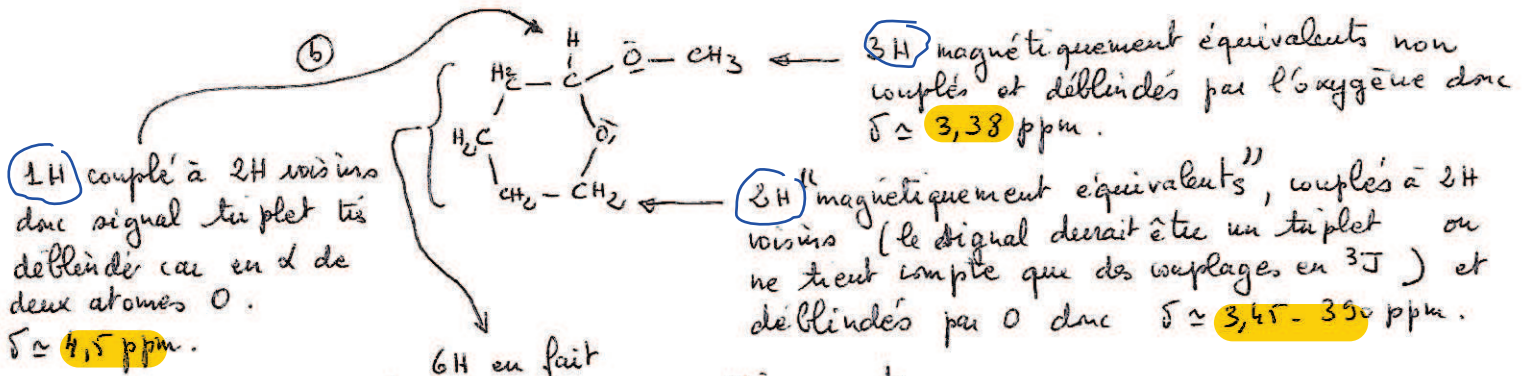 b
H
H₂C — C — O — CH₃
H₂C
O
CH₂ — CH₂
3H magnétiquement équivalents non
couplés et déblindés par l'oxygène donc
δ ≃ 3,38 ppm.
1H couplé à 2H voisins
donc signal triplet très
déblindé car en α de
deux atomes O.
δ ≃ 4,5 ppm.
2H "magnétiquement équivalents", couplés à 2H
voisins (le signal devrait être un triplet on
ne tient compte que des couplages en ³J) et
déblindés par O donc δ ≃ 3,45 - 3,90 ppm.
6H en fait